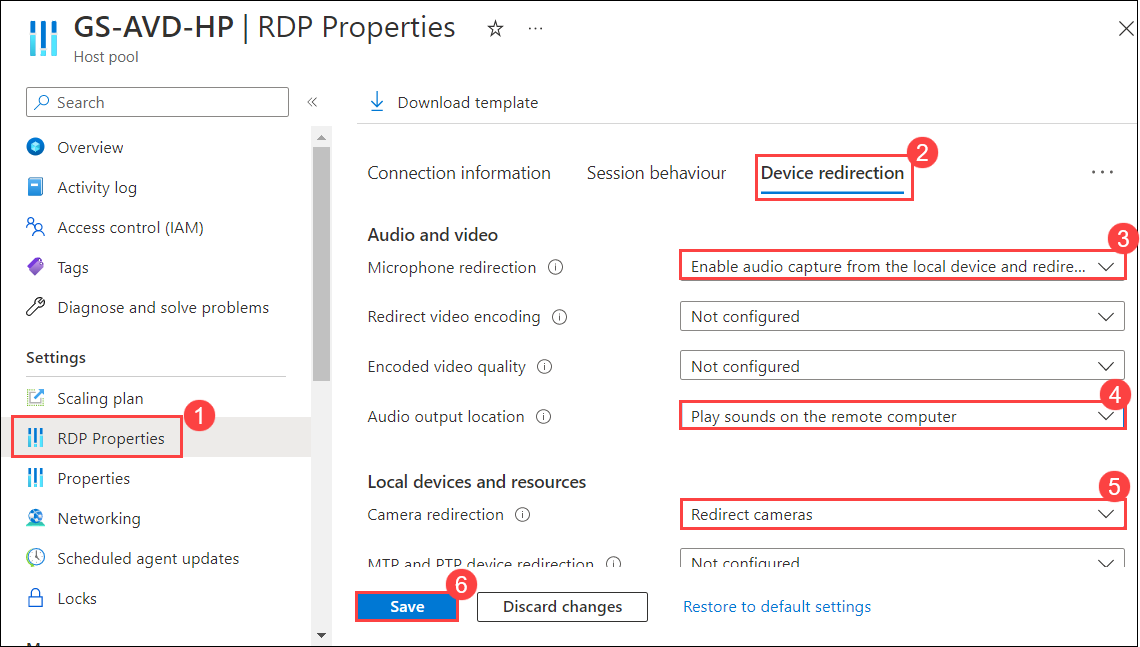 GS-AVD-HP | RDP Properties
Host pool
Search
Overview
Activity log
Access control (IAM)
Tags
Diagnose and solve problems
Settings
Scaling plan
RDP Properties
1
Properties
Networking
Scheduled agent updates
Locks
Download template
Connection information
Session behaviour
Device redirection
2
Audio and video
3
Microphone redirection
Enable audio capture from the local device and redire...
Redirect video encoding
Not configured
Encoded video quality
Not configured
4
Audio output location
Play sounds on the remote computer
Local devices and resources
5
Camera redirection
Redirect cameras
MTP and PTP device redirection
Not configured
6
Save
Discard changes
Restore to default settings